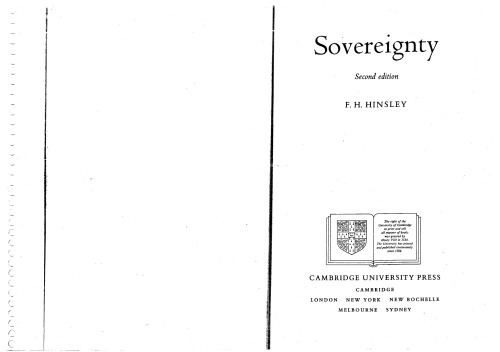 Sovereignty
Second edition
F. H. HINSLEY
The right of the
University of Cambridge
to print and sell
all manner of books
was granted by
Henry VIII in 1534.
The University has printed
and published continuously
since 1584.
CAMBRIDGE UNIVERSITY PRESS
CAMBRIDGE
LONDON NEW YORK NEW ROCHELLE
MELBOURNE SYDNEY